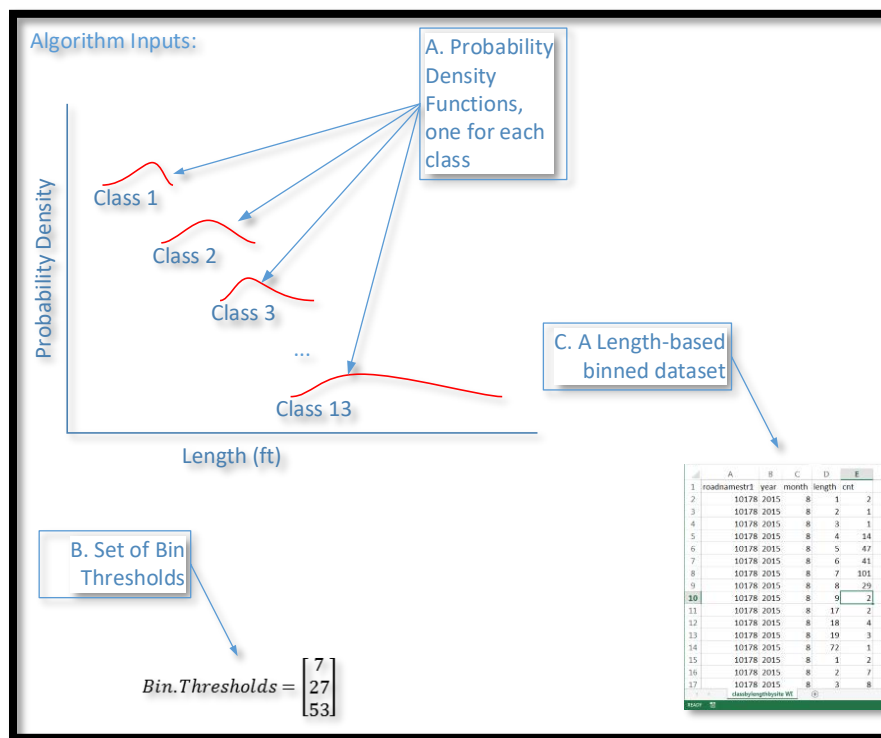 Algorithm Inputs:
A. Probability
Density
Functions,
one for each
class
Probability Density
Class 1
Class 2
Class 3
...
Class 13
Length (ft)
C. A Length-based
binned dataset
B. Set of Bin
Thresholds
Bin.Thresholds = [7
27
53]
A B C D E
1 roadnamestr1 year month length cnt
2 10178 2015 8 1 2
3 10178 2015 8 2 1
4 10178 2015 8 3 1
5 10178 2015 8 4 14
6 10178 2015 8 5 47
7 10178 2015 8 6 41
8 10178 2015 8 7 101
9 10178 2015 8 8 29
10 10178 2015 8 9 2
11 10178 2015 8 17 2
12 10178 2015 8 18 4
13 10178 2015 8 19 3
14 10178 2015 8 72 1
15 10178 2015 8 1 2
16 10178 2015 8 2 7
17 10178 2015 8 3 8
classbylengthbysite WI
READY